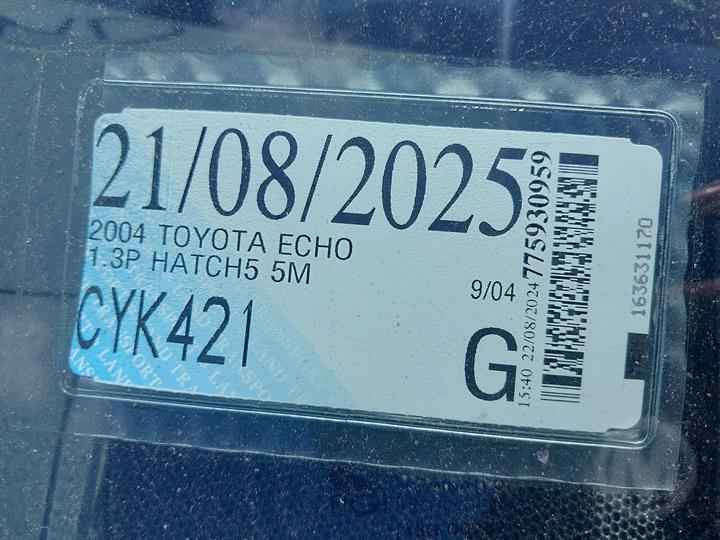 21/08/2025
2004 TOYOTA ECHO
1.3P HATCH5 5M
9/04
CYK421
G
15:40 22/08/2024 775930959
163631170